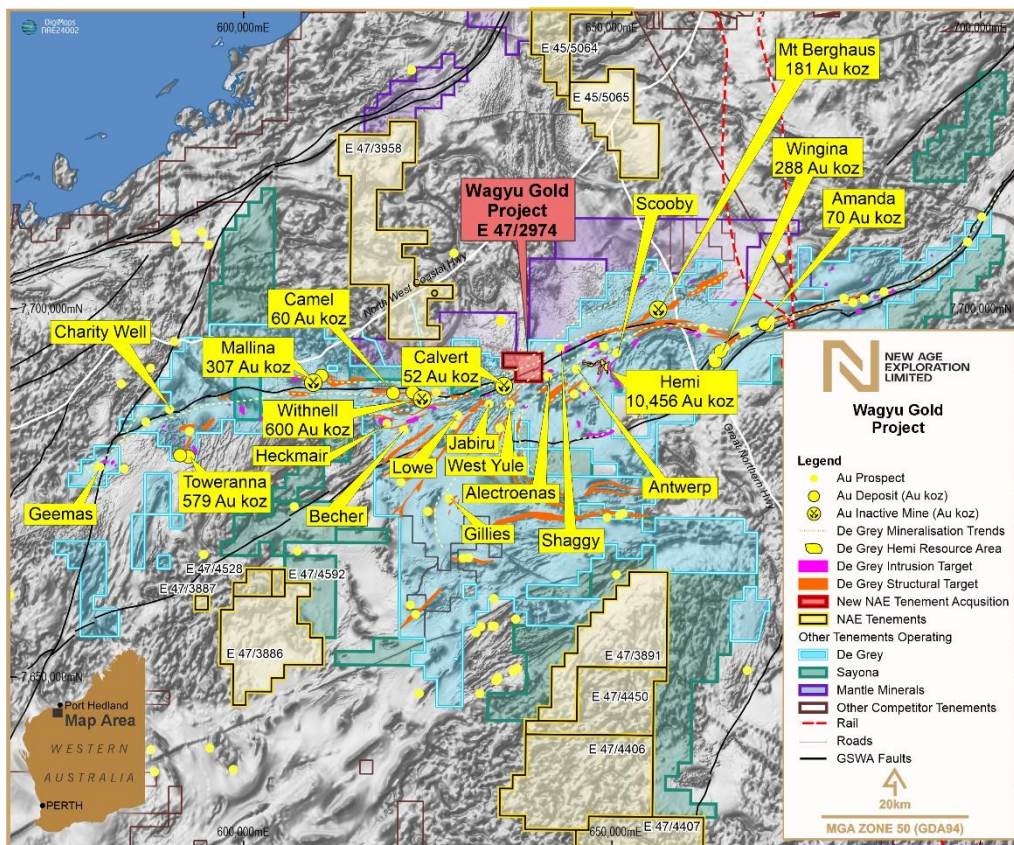 DigiMaps
NAE24002
600,000mE
650,000mE
700,000mE
E 45/5064
Mt Berghaus
181 Au koz
E 45/5065
E 47/3958
Wingina
288 Au koz
Wagyu Gold
Project
E 47/2974
Scooby
Amanda
70 Au koz
North West Coastal Hwy
7,700,000mN
7,700,000mN
Camel
60 Au koz
Charity Well
Mallina
307 Au koz
Calvert
52 Au koz
Hemi
10,456 Au koz
Withnell
600 Au koz
Jabiru
Heckmair
Lowe
West Yule
Great Northern Hwy
Toweranna
579 Au koz
Alectroenas
Antwerp
Geemas
Becher
Gillies
Shaggy
E 47/4528
E 47/4592
E 47/3887
E 47/3886
E 47/3891
7,650,000mN
E 47/4450
E 47/4406
E 47/4407
600,000mE
650,000mE
Port Hedland
Map Area
WESTERN
AUSTRALIA
PERTH
N
NEW AGE
EXPLORATION
LIMITED
Wagyu Gold
Project
Legend
Au Prospect
Au Deposit (Au koz)
Au Inactive Mine (Au koz)
De Grey Mineralisation Trends
De Grey Hemi Resource Area
De Grey Intrusion Target
De Grey Structural Target
New NAE Tenement Acqusition
NAE Tenements
Other Tenements Operating
De Grey
Sayona
Mantle Minerals
Other Competitor Tenements
Rail
Roads
GSWA Faults
20km
MGA ZONE 50 (GDA94)